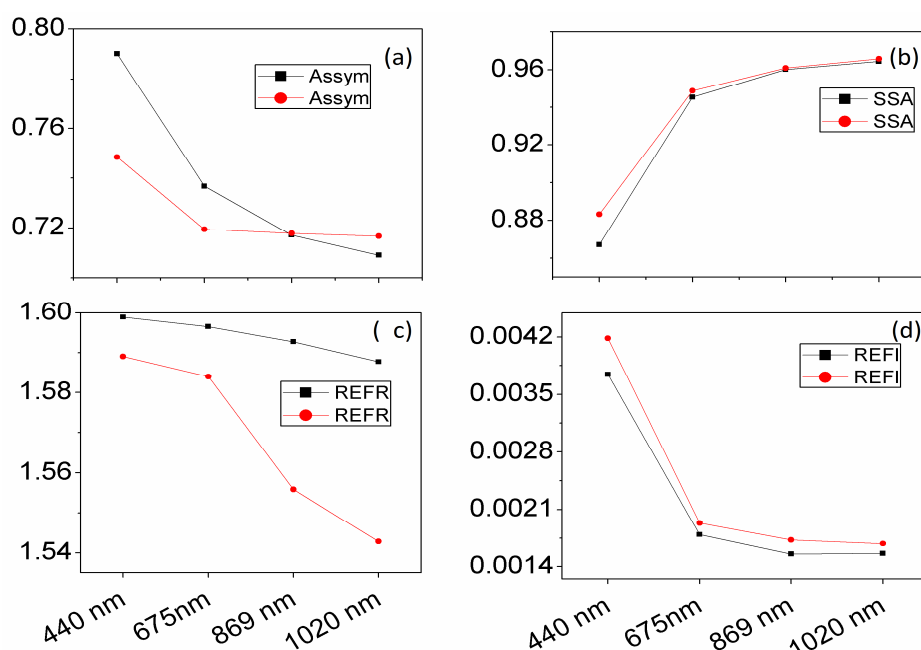 0.80
0.76
0.72
(a)
Assym
Assym
0.96
0.92
0.88
(b)
SSA
SSA
1.60
1.58
1.56
1.54
( c)
REFR
REFR
440 nm
675nm
869 nm
1020 nm
0.0042
0.0035
0.0028
0.0021
0.0014
(d)
REFI
REFI
440 nm
675nm
869 nm
1020 nm